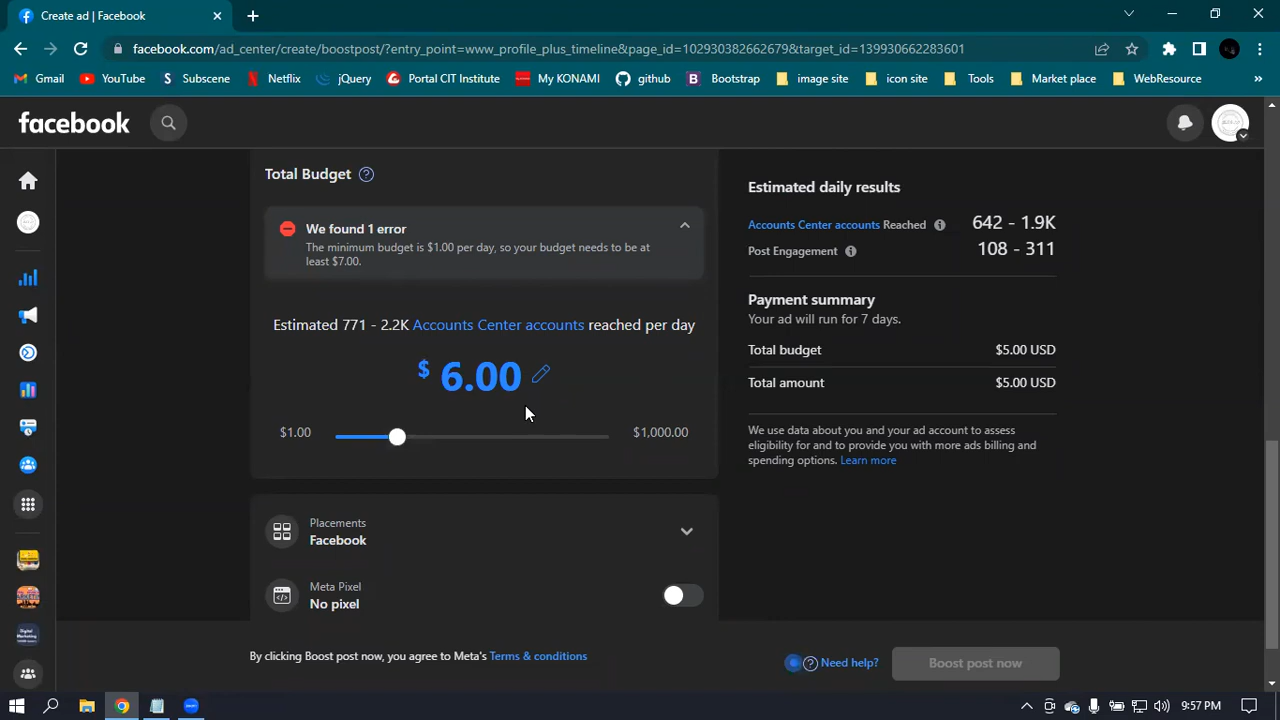 Create ad | Facebook
facebook.com/ad_center/create/boostpost/?entry_point=www_profile_plus_timeline&page_id=102930382662679&target_id=139930662283601
Gmail YouTube Subscene Netflix jQuery Portal CIT Institute My KONAMI github Bootstrap image site icon site Tools Market place WebResource »
facebook
Total Budget
We found 1 error
The minimum budget is $1.00 per day, so your budget needs to be at
least $7.00.
Estimated 771 - 2.2K Accounts Center accounts reached per day
$ 6.00
$1.00 $1,000.00
Placements
Facebook
Meta Pixel
No pixel
Estimated daily results
Accounts Center accounts Reached 642 - 1.9K
Post Engagement 108 - 311
Payment summary
Your ad will run for 7 days.
Total budget $5.00 USD
Total amount $5.00 USD
We use data about you and your ad account to assess
eligibility for and to provide you with more ads billing and
spending options. Learn more
By clicking Boost post now, you agree to Meta's Terms & conditions
Need help?
Boost post now
9:57 PM